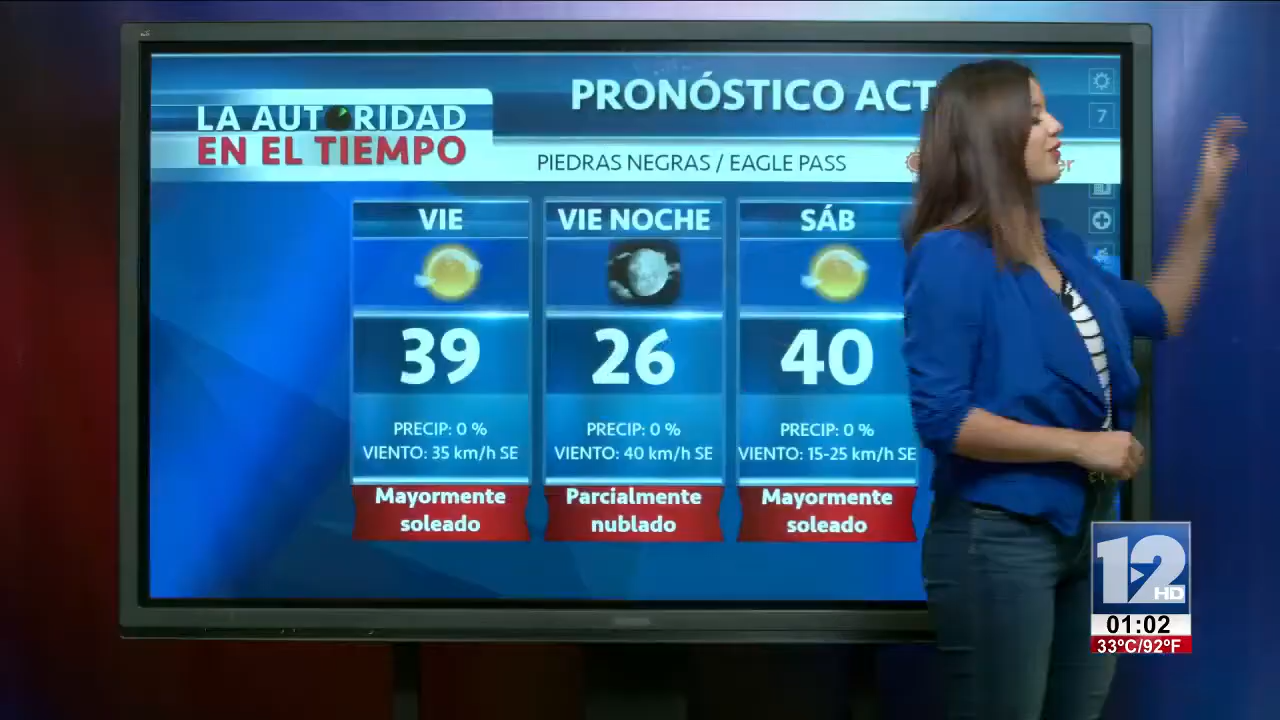 PRONÓSTICO ACT
LA AUTORIDAD
EN EL TIEMPO
PIEDRAS NEGRAS / EAGLE PASS
7
VIE
VIE NOCHE
SÁB
39
26
40
PRECIP: 0 %
PRECIP: 0 %
PRECIP: 0 %
VIENTO: 35 km/h SE
VIENTO: 40 km/h SE
VIENTO: 15-25 km/h SE
Mayormente
soleado
Parcialmente
nublado
Mayormente
soleado
12
HD
01:02
33ºC/92ºF